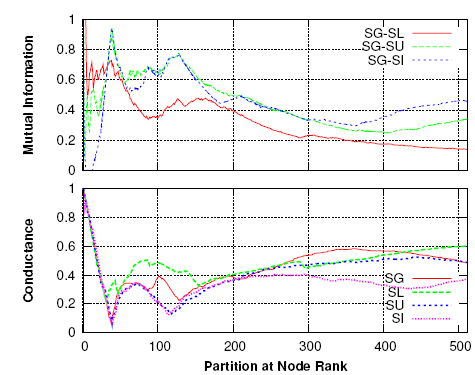 1
0.8
0.6
0.4
0.2
0
Mutual Information
SG-SL
SG-SU
SG-SI
1
0.8
0.6
0.4
0.2
0
Conductance
SG
SL
SU
SI
0 100 200 300 400 500
Partition at Node Rank